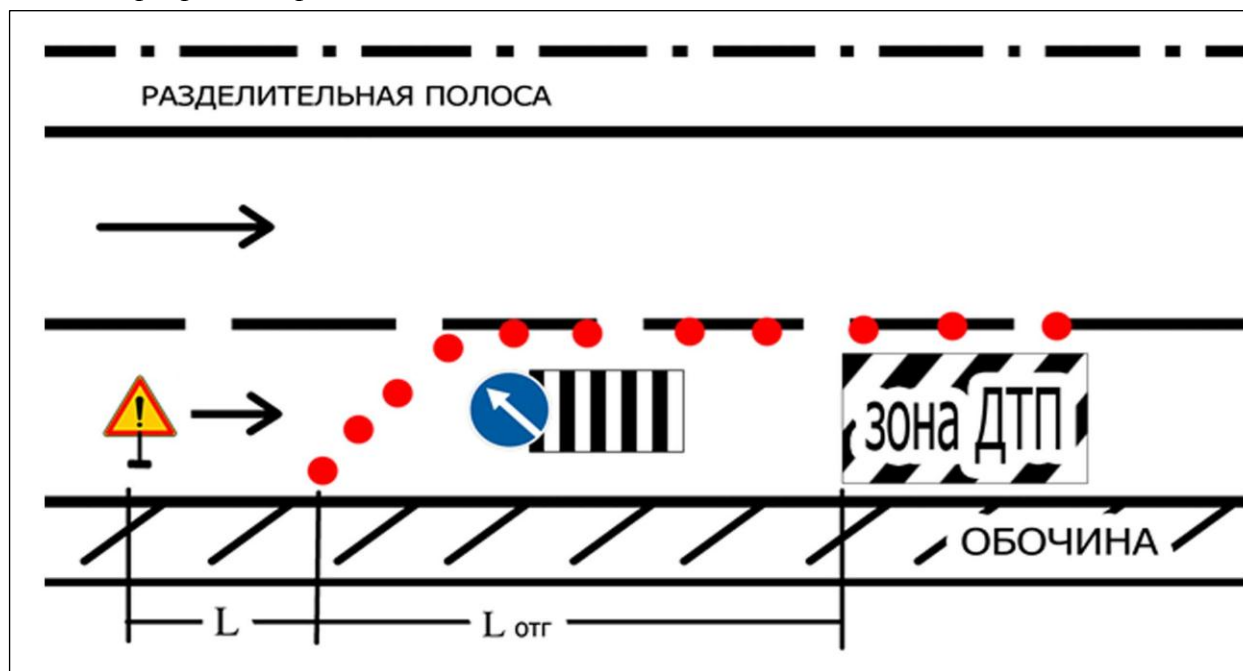 РАЗДЕЛИТЕЛЬНАЯ ПОЛОСА
!
зона ДТП
ОБОЧИНА
L
L отг